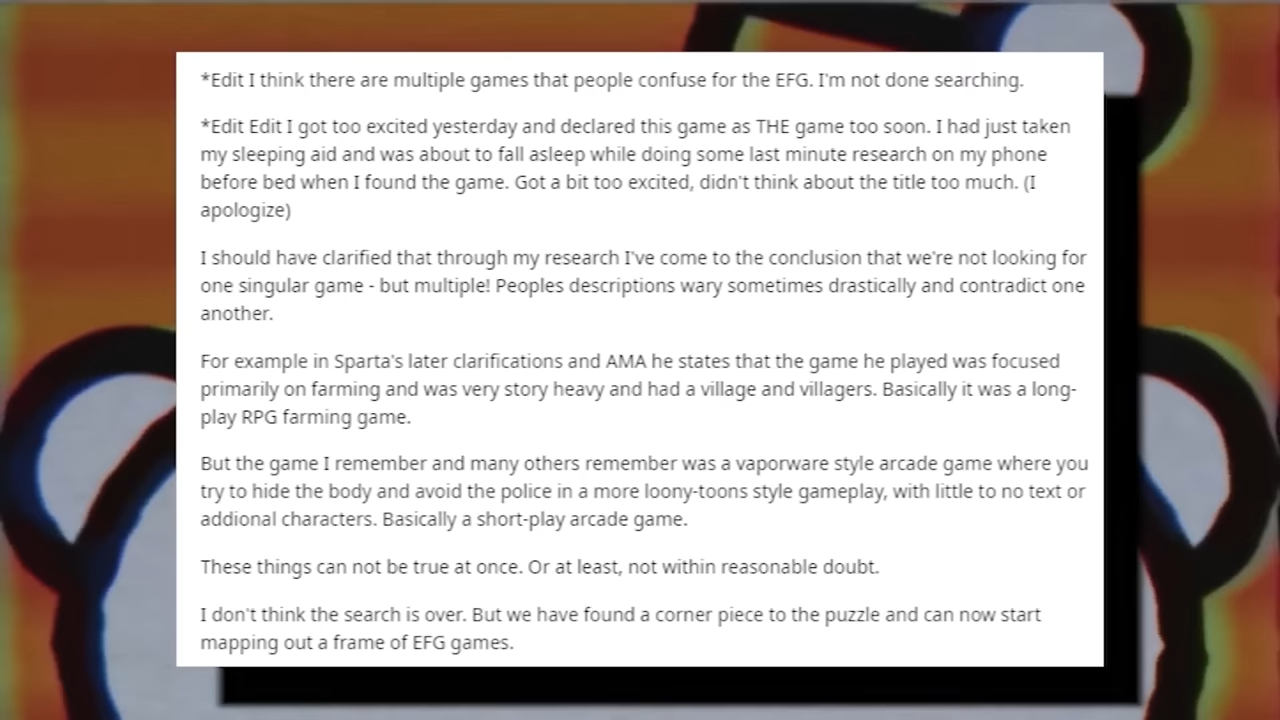 *Edit I think there are multiple games that people confuse for the EFG. I'm not done searching.
*Edit Edit I got too excited yesterday and declared this game as THE game too soon. I had just taken
my sleeping aid and was about to fall asleep while doing some last minute research on my phone
before bed when I found the game. Got a bit too excited, didn't think about the title too much. (I
apologize)
I should have clarified that through my research I've come to the conclusion that we're not looking for
one singular game - but multiple! Peoples descriptions wary sometimes drastically and contradict one
another.
For example in Sparta's later clarifications and AMA he states that the game he played was focused
primarily on farming and was very story heavy and had a village and villagers. Basically it was a long-
play RPG farming game.
But the game I remember and many others remember was a vaporware style arcade game where you
try to hide the body and avoid the police in a more loony-toons style gameplay, with little to no text or
addional characters. Basically a short-play arcade game.
These things can not be true at once. Or at least, not within reasonable doubt.
I don't think the search is over. But we have found a corner piece to the puzzle and can now start
mapping out a frame of EFG games.